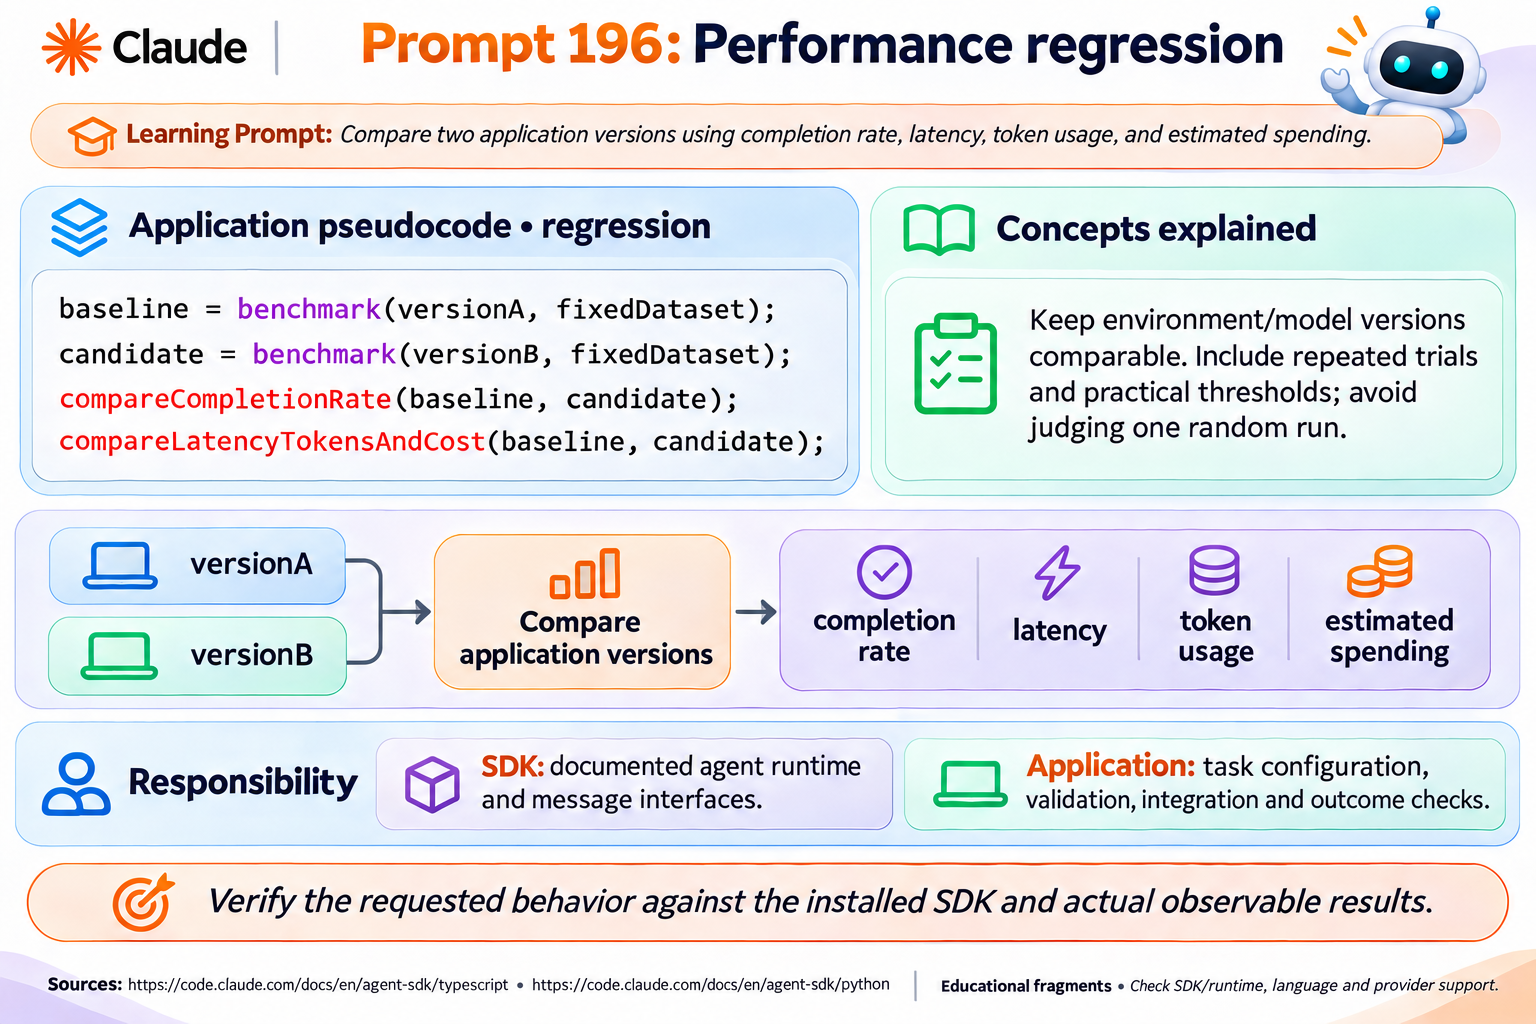 Claude
Prompt 196: Performance regression
Learning Prompt: Compare two application versions using completion rate, latency, token usage, and estimated spending.
Application pseudocode • regression
baseline = benchmark(versionA, fixedDataset);
candidate = benchmark(versionB, fixedDataset);
compareCompletionRate(baseline, candidate);
compareLatencyTokensAndCost(baseline, candidate);
Concepts explained
Keep environment/model versions
comparable. Include repeated trials
and practical thresholds; avoid
judging one random run.
versionA
versionB
Compare
application versions
completion
rate
latency
token
usage
estimated
spending
Responsibility
SDK: documented agent runtime
and message interfaces.
Application: task configuration,
validation, integration and outcome checks.
Verify the requested behavior against the installed SDK and actual observable results.
Sources: https://code.claude.com/docs/en/agent-sdk/typescript • https://code.claude.com/docs/en/agent-sdk/python
Educational fragments • Check SDK/runtime, language and provider support.